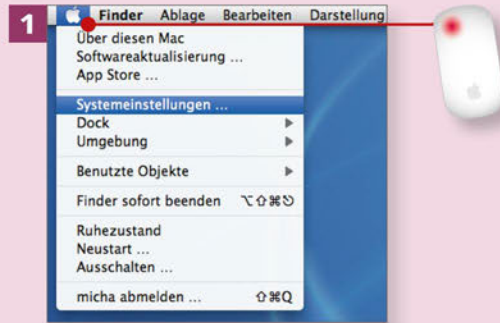 1
Finder Ablage Bearbeiten Darstellung
Über diesen Mac
Softwareaktualisierung ...
App Store ...
Systemeinstellungen ...
Dock
Umgebung
Benutzte Objekte
Finder sofort beenden ⌥⇧⌘⎋
Ruhezustand
Neustart ...
Ausschalten ...
micha abmelden ... ⇧⌘Q